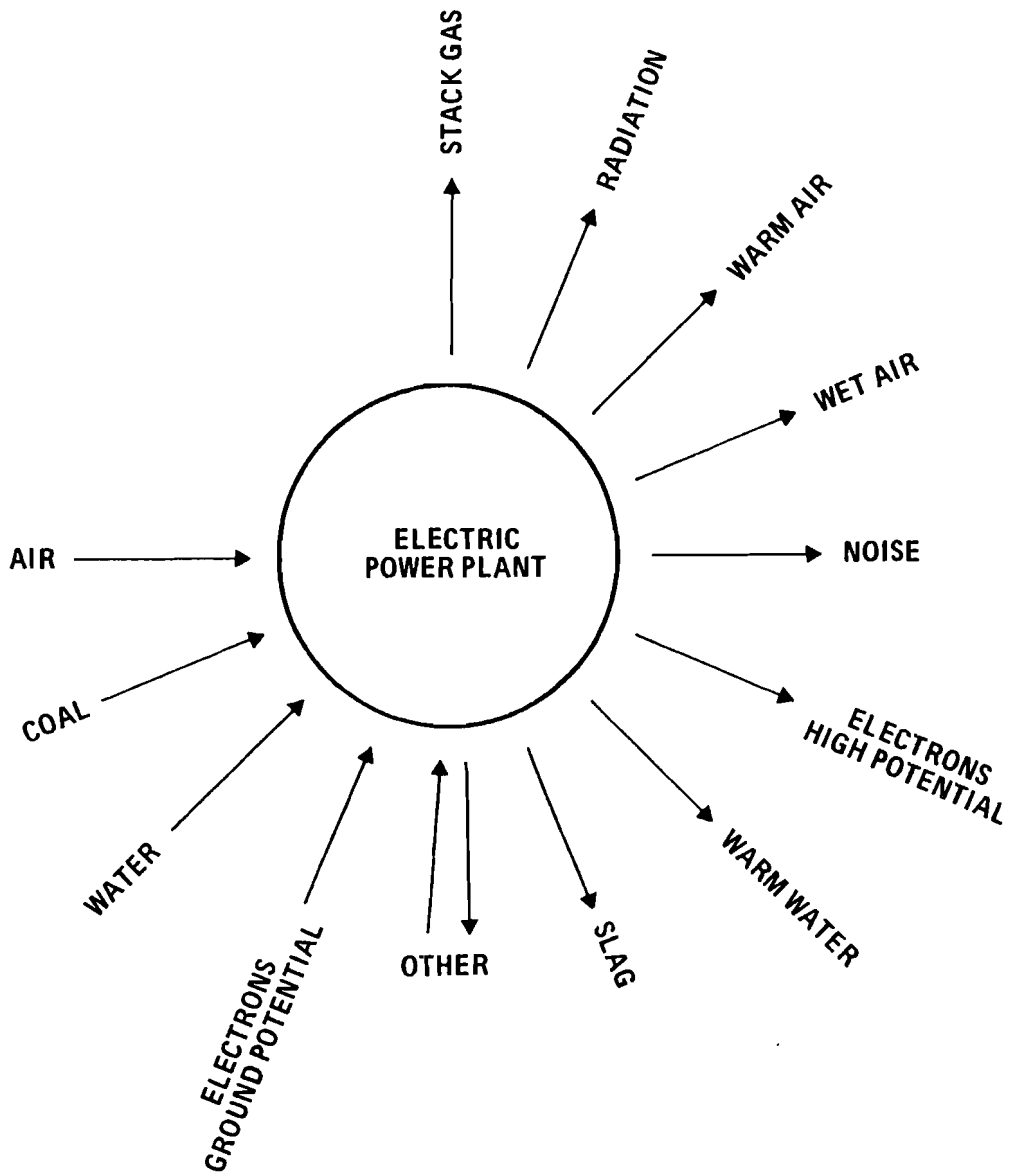 STACK GAS
RADIATION
WARM AIR
WET AIR
ELECTRIC
POWER PLANT
AIR
NOISE
COAL
ELECTRONS
HIGH POTENTIAL
WATER
WARM WATER
ELECTRONS
GROUND POTENTIAL
OTHER
SLAG